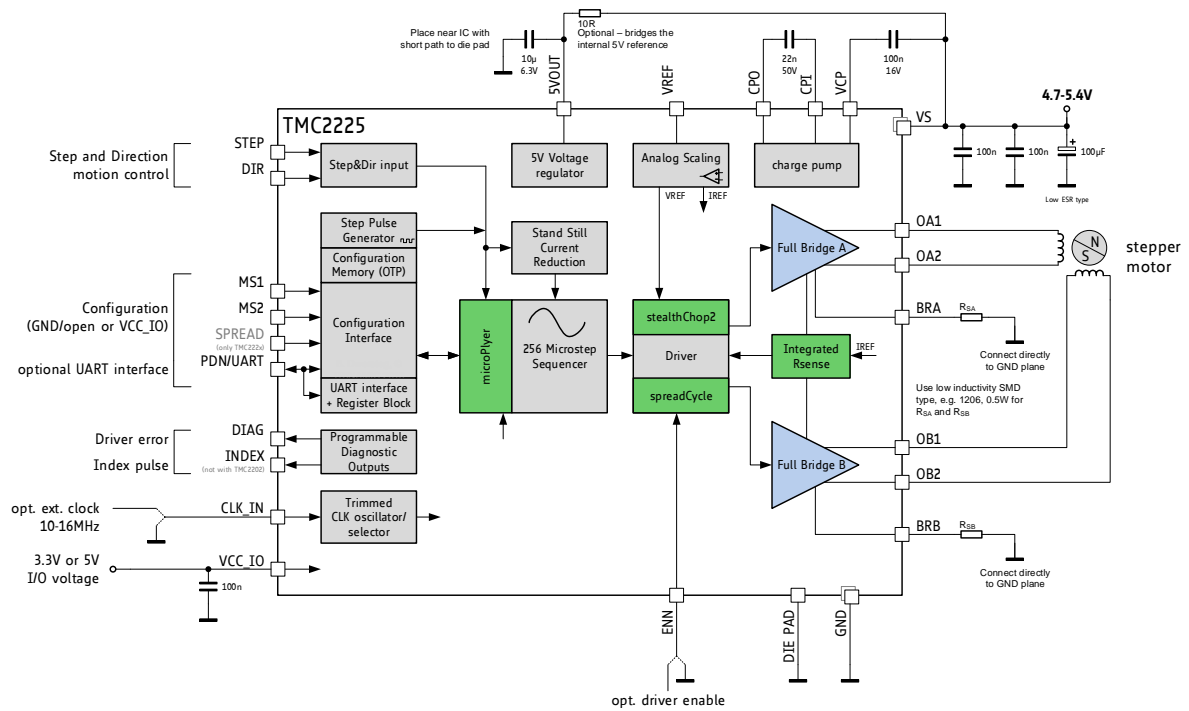 10R
Place near IC with
short path to die pad
10µ
6.3V
Optional – bridges the
internal 5V reference
22n
50V
100n
16V
5VOUT
VREF
CPO
CPI
VCP
4.7-5.4V
VS
+
100n
100n
100µF
Low ESR type
TMC2225
Step and Direction
motion control
STEP
DIR
Step&Dir input
5V Voltage
regulator
Analog Scaling
VREF
IREF
charge pump
Step Pulse
Generator
Configuration
Memory (OTP)
Stand Still
Current
Reduction
Full Bridge A
OA1
OA2
N
S
stepper
motor
Configuration
(GND/open or VCC_IO)
optional UART interface
MS1
MS2
SPREAD
(only TMC222x)
PDN/UART
Configuration
Interface
UART interface
+ Register Block
microPlyer
256 Microstep
Sequencer
stealthChop2
Driver
spreadCycle
Integrated
Rsense
IREF
BRA
RSA
Connect directly
to GND plane
Use low inductivity SMD
type, e.g. 1206, 0.5W for
RSA and RSB
Driver error
Index pulse
DIAG
INDEX
(not with TMC2202)
Programmable
Diagnostic
Outputs
Full Bridge B
OB1
OB2
opt. ext. clock
10-16MHz
CLK_IN
Trimmed
CLK oscillator/
selector
BRB
RSB
Connect directly
to GND plane
3.3V or 5V
I/O voltage
VCC_IO
100n
ENN
DIE PAD
GND
opt. driver enable